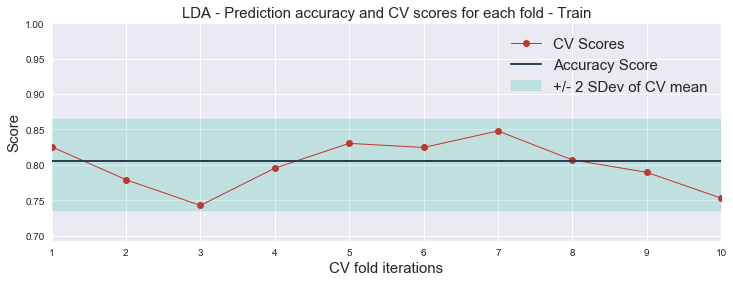 LDA - Prediction accuracy and CV scores for each fold - Train
1.00
0.95
0.90
0.85
0.80
0.75
0.70
Score
CV Scores
Accuracy Score
+/- 2 SDev of CV mean
1 2 3 4 5 6 7 8 9 10
CV fold iterations